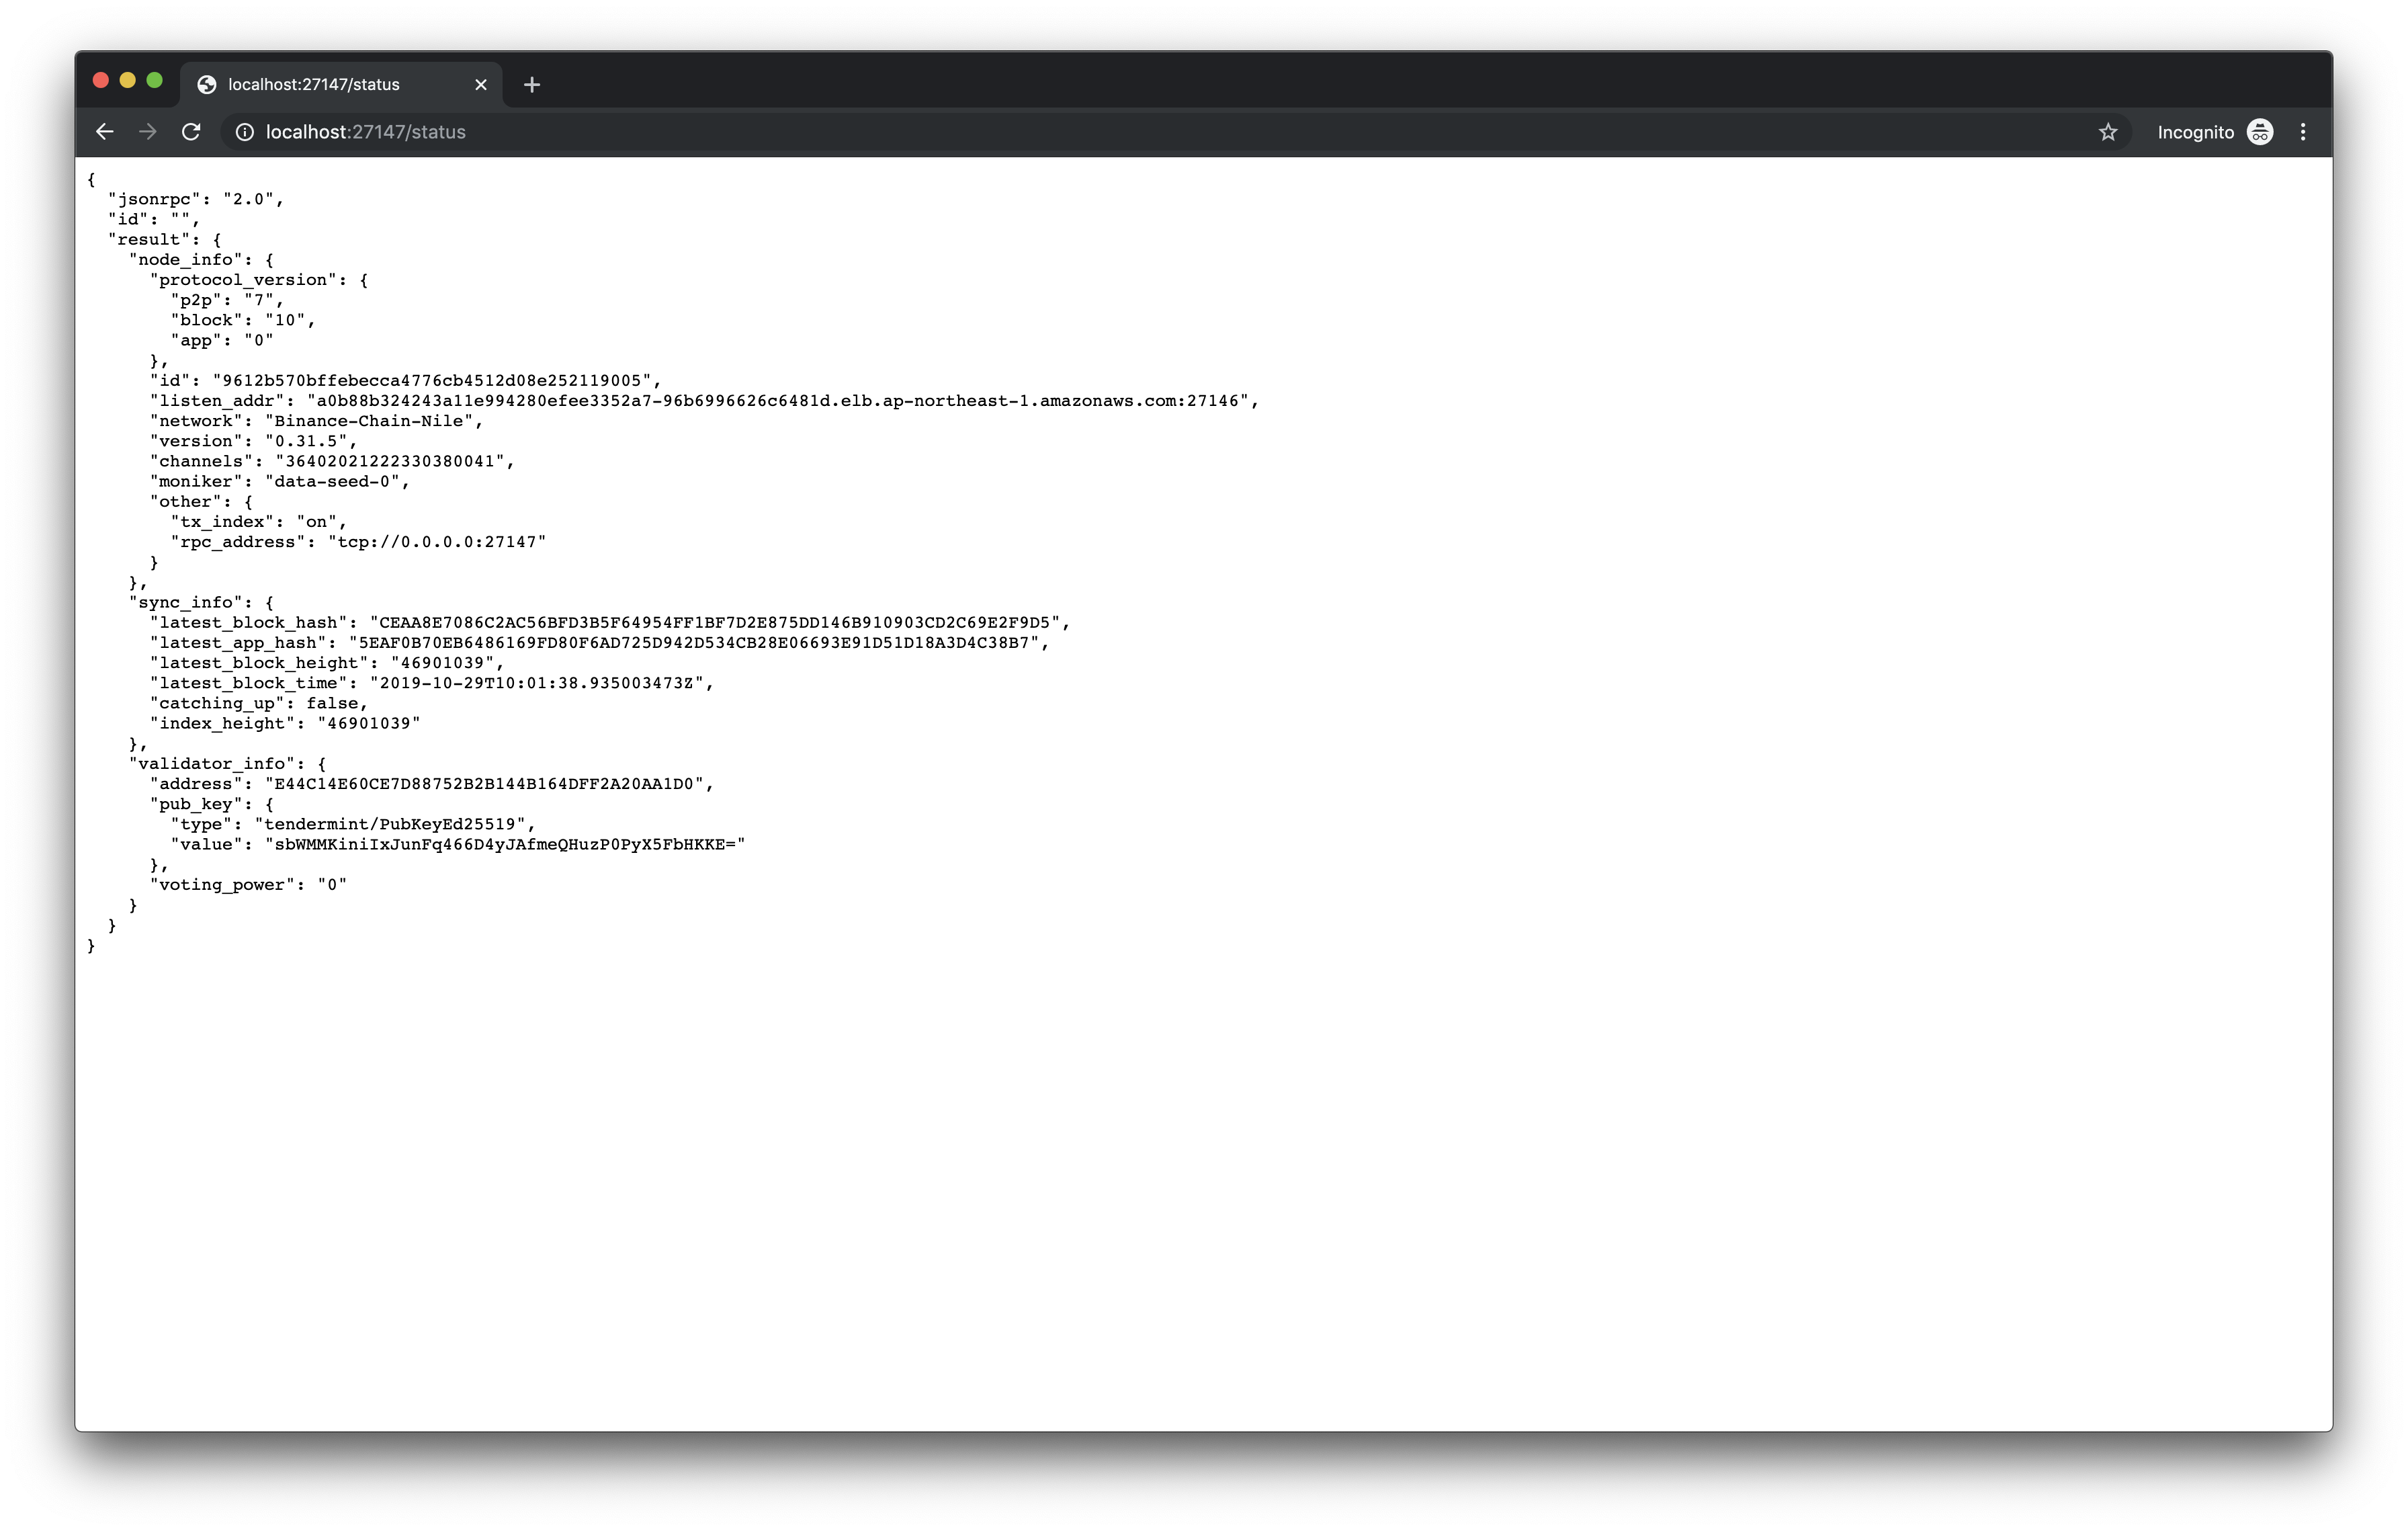 localhost:27147/status
localhost:27147/status
Incognito
{
"jsonrpc": "2.0",
"id": "",
"result": {
"node_info": {
"protocol_version": {
"p2p": "7",
"block": "10",
"app": "0"
},
"id": "9612b570bffebecca4776cb4512d08e252119005",
"listen_addr": "a0b88b324243a11e994280efee3352a7-96b6996626c6481d.elb.ap-northeast-1.amazonaws.com:27146",
"network": "Binance-Chain-Nile",
"version": "0.31.5",
"channels": "36402021222330380041",
"moniker": "data-seed-0",
"other": {
"tx_index": "on",
"rpc_address": "tcp://0.0.0.0:27147"
}
},
"sync_info": {
"latest_block_hash": "CEAA8E7086C2AC56BFD3B5F64954FF1BF7D2E875DD146B910903CD2C69E2F9D5",
"latest_app_hash": "5EAF0B70EB6486169FD80F6AD725D942D534CB28E06693E91D51D18A3D4C38B7",
"latest_block_height": "46901039",
"latest_block_time": "2019-10-29T10:01:38.935003473Z",
"catching_up": false,
"index_height": "46901039"
},
"validator_info": {
"address": "E44C14E60CE7D88752B2B144B164DFF2A20AA1D0",
"pub_key": {
"type": "tendermint/PubKeyEd25519",
"value": "sbWMMKiniIxJunFq466D4yJAfmeQHuzP0PyX5FbHKKE="
},
"voting_power": "0"
}
}
}